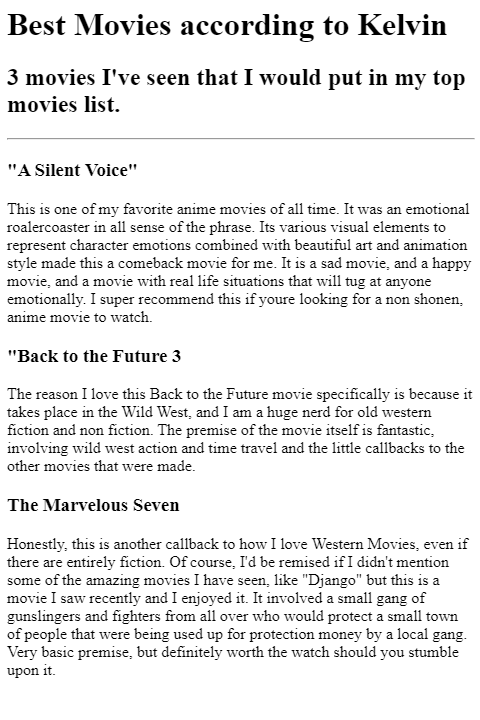 Best Movies according to Kelvin
3 movies I've seen that I would put in my top
movies list.
"A Silent Voice"
This is one of my favorite anime movies of all time. It was an emotional
roalercoaster in all sense of the phrase. Its various visual elements to
represent character emotions combined with beautiful art and animation
style made this a comeback movie for me. It is a sad movie, and a happy
movie, and a movie with real life situations that will tug at anyone
emotionally. I super recommend this if youre looking for a non shonen,
anime movie to watch.
"Back to the Future 3
The reason I love this Back to the Future movie specifically is because it
takes place in the Wild West, and I am a huge nerd for old western
fiction and non fiction. The premise of the movie itself is fantastic,
involving wild west action and time travel and the little callbacks to the
other movies that were made.
The Marvelous Seven
Honestly, this is another callback to how I love Western Movies, even if
there are entirely fiction. Of course, I'd be remised if I didn't mention
some of the amazing movies I have seen, like "Django" but this is a
movie I saw recently and I enjoyed it. It involved a small gang of
gunslingers and fighters from all over who would protect a small town
of people that were being used up for protection money by a local gang.
Very basic premise, but definitely worth the watch should you stumble
upon it.